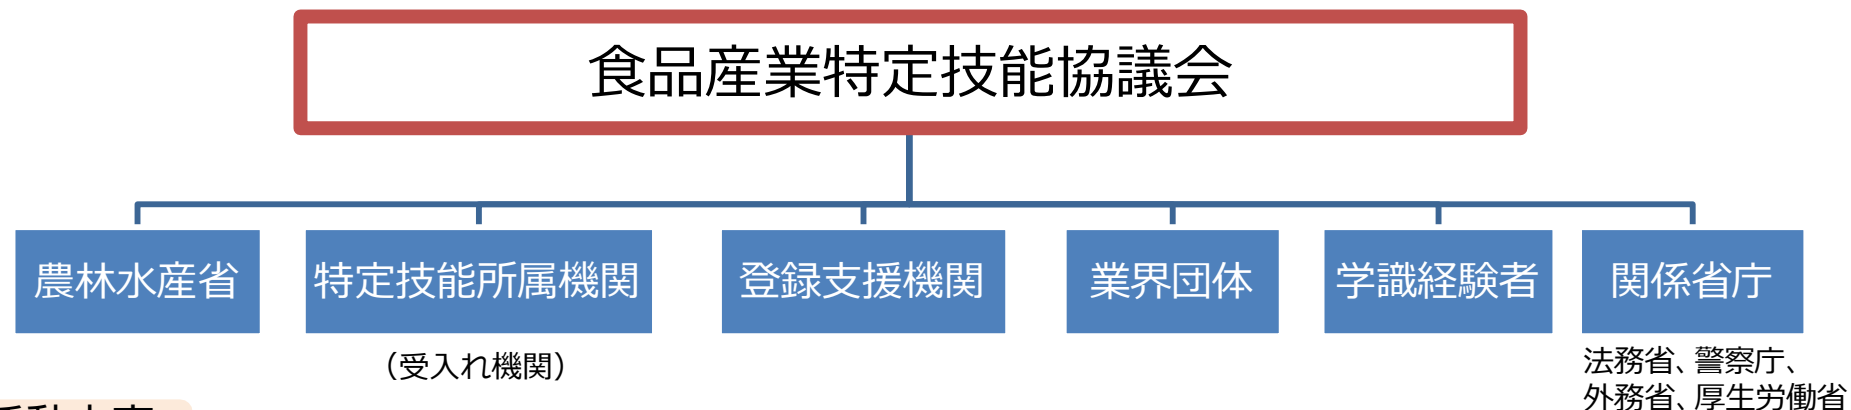 食品産業特定技能協議会
農林水産省
特定技能所属機関
登録支援機関
業界団体
学識経験者
関係省庁
（受入れ機関）
法務省、警察庁、
外務省、厚生労働省